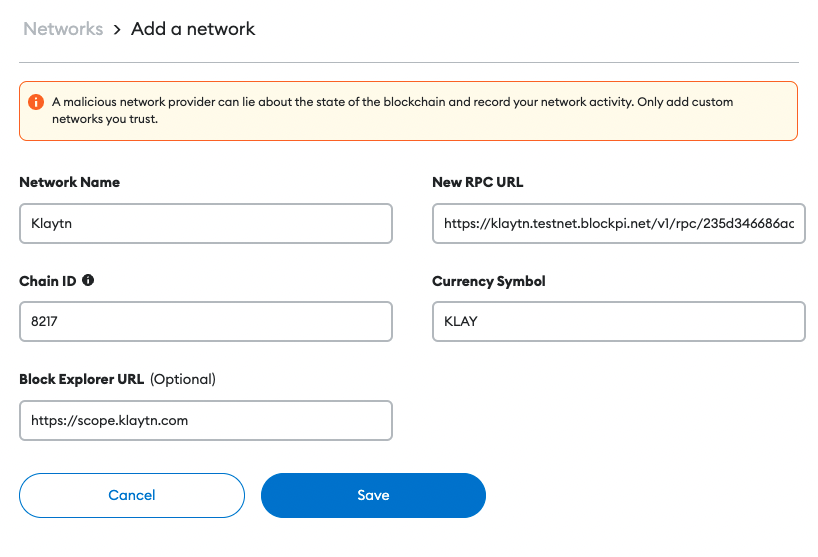 Networks > Add a network
A malicious network provider can lie about the state of the blockchain and record your network activity. Only add custom
networks you trust.
Network Name
Klaytn
New RPC URL
https://klaytn.testnet.blockpi.net/v1/rpc/235d346686ac
Chain ID
8217
Currency Symbol
KLAY
Block Explorer URL (Optional)
https://scope.klaytn.com
Cancel
Save